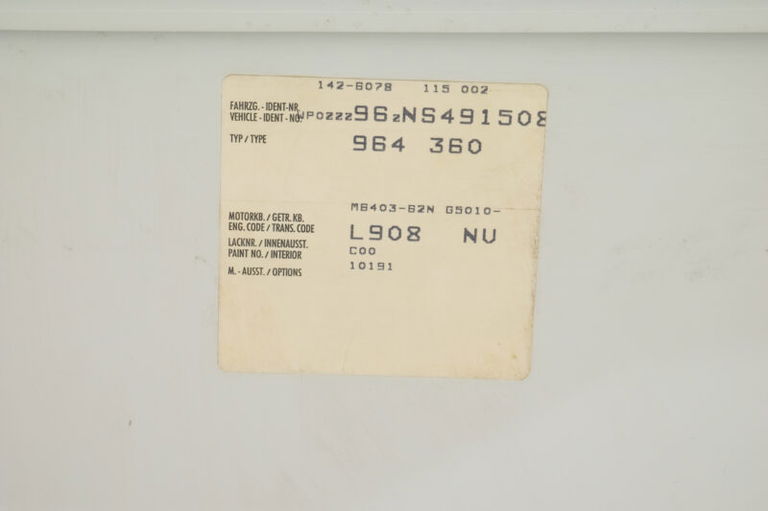 142-6078 115 002
FAHRZG. - IDENT-NR.
VEHICLE - IDENT - NO. WP0ZZZ96ZNS491508
TYP / TYPE 964 360
M6403-62N G5010-
MOTORKB. / GETR. KB.
ENG. CODE / TRANS. CODE L908 NV
LACKNR. / INNENAUSST.
PAINT NO. / INTERIOR C00
M. - AUSST. / OPTIONS 10191